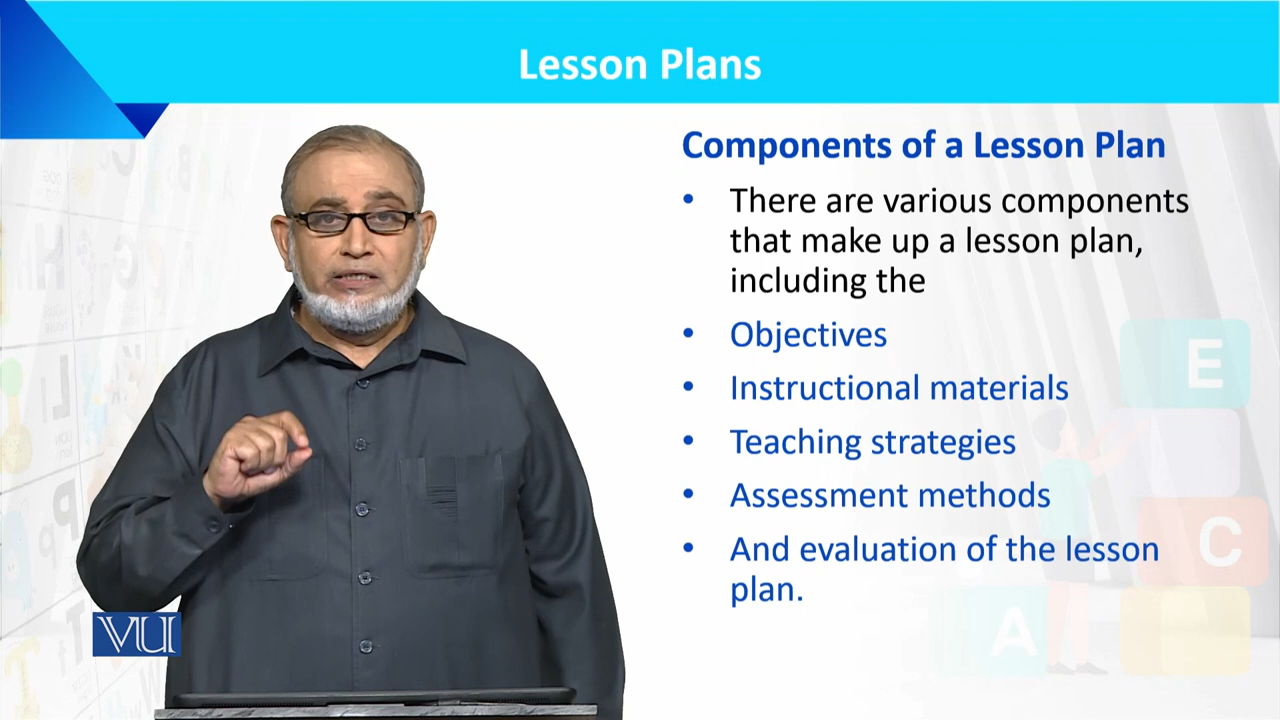 Lesson Plans
Components of a Lesson Plan
• There are various components
that make up a lesson plan,
including the
• Objectives
• Instructional materials
• Teaching strategies
• Assessment methods
• And evaluation of the lesson
plan.
E
C
A
VU